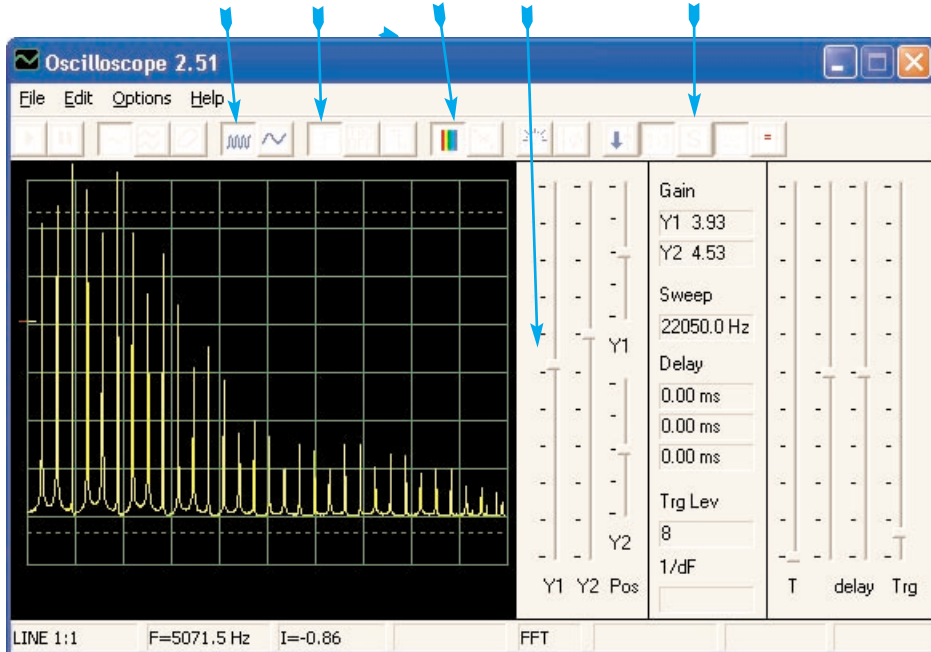 Oscilloscope 2.51
File Edit Options Help
Gain
Y1 3.93
Y2 4.53
Sweep
22050.0 Hz
Y1
Delay
0.00 ms
0.00 ms
0.00 ms
Trg Lev
8
Y2
1/dF
Y1 Y2 Pos
T delay Trg
LINE 1:1 F=5071.5 Hz I=-0.86 FFT